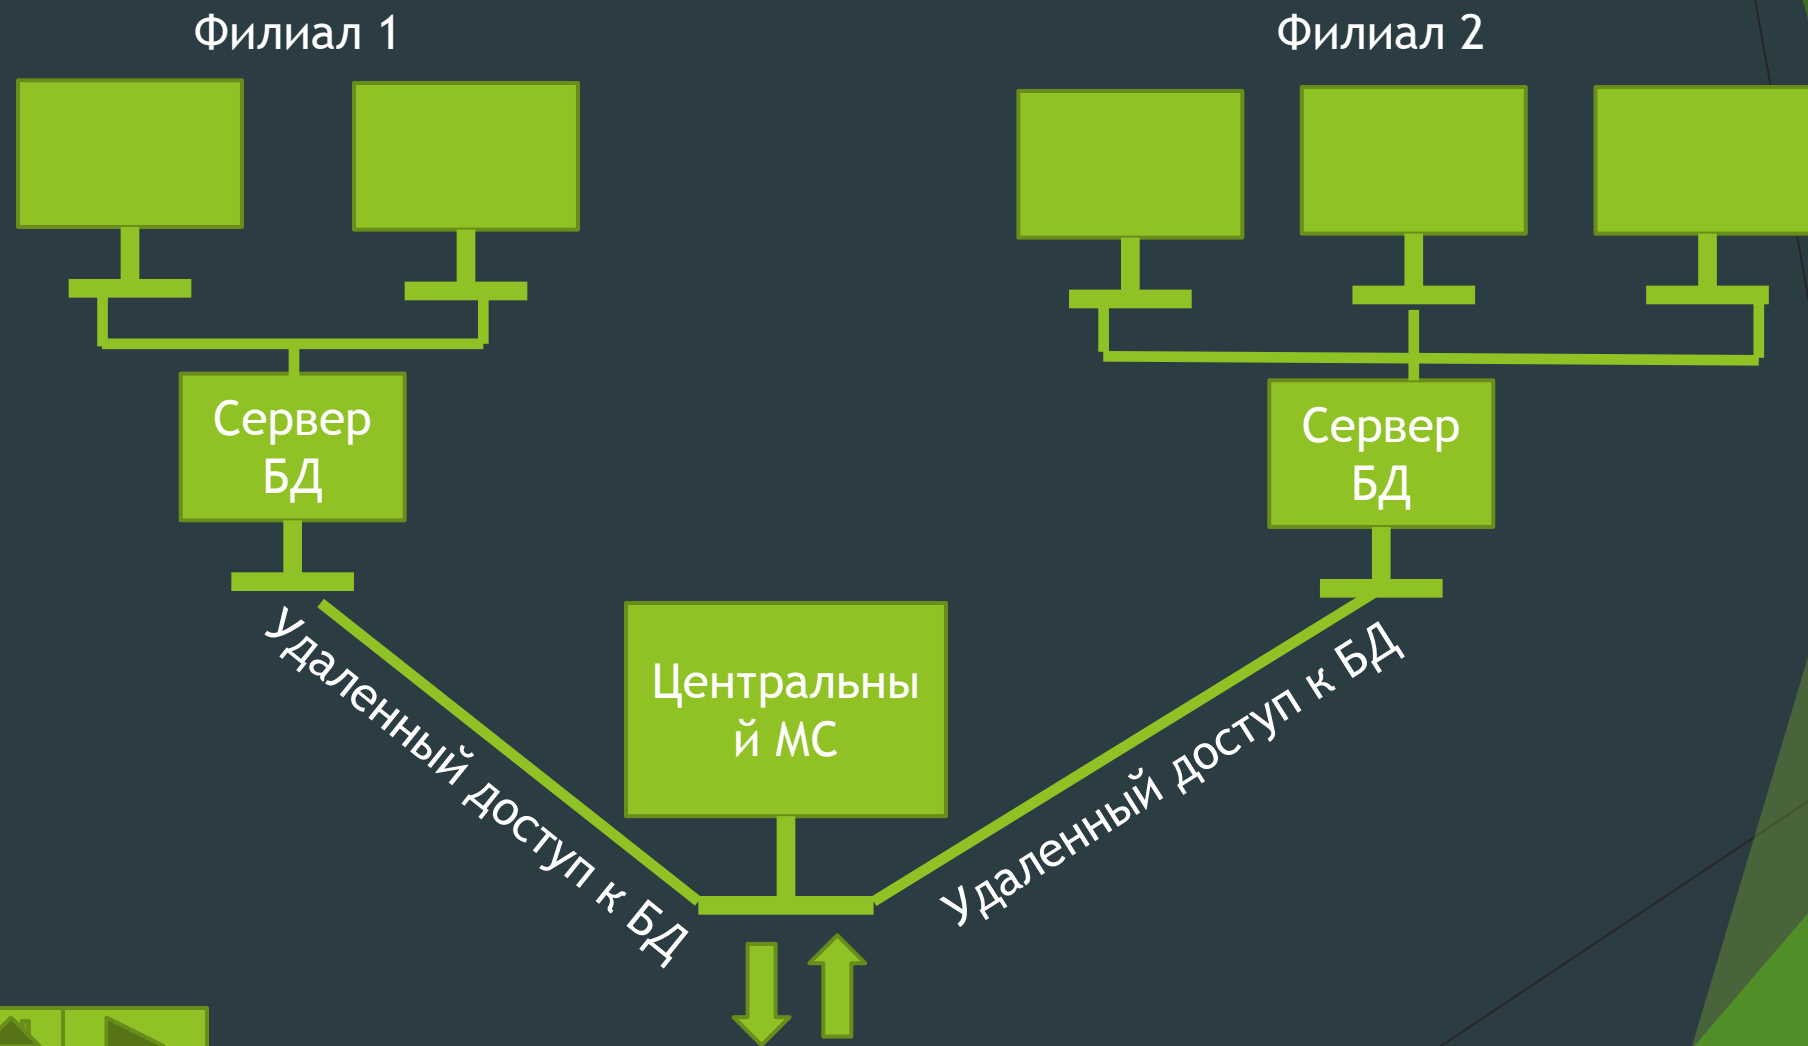 Филиал 1
Филиал 2
Сервер
БД
Сервер
БД
Удаленный доступ к БД
Центральны
й МС
Удаленный доступ к БД